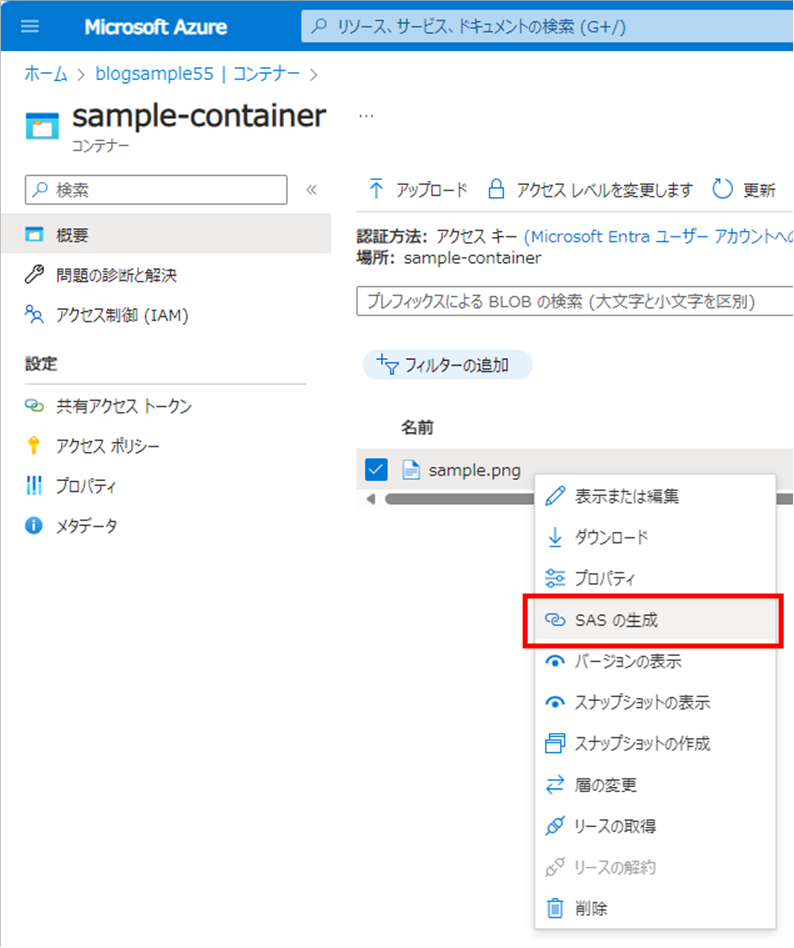 Microsoft Azure
リソース、サービス、ドキュメントの検索 (G+/)
ホーム > blogsample55 | コンテナー >
sample-container ...
コンテナー
検索 «
概要
問題の診断と解決
アクセス制御 (IAM)
設定
共有アクセス トークン
アクセス ポリシー
プロパティ
メタデータ
アップロード アクセス レベルを変更します 更新
認証方法: アクセス キー (Microsoft Entra ユーザー アカウントへの
場所: sample-container
プレフィックスによる BLOB の検索 (大文字と小文字を区別)
フィルターの追加
名前
sample.png
表示または編集
ダウンロード
プロパティ
SAS の生成
バージョンの表示
スナップショットの表示
スナップショットの作成
層の変更
リースの取得
リースの解約
削除